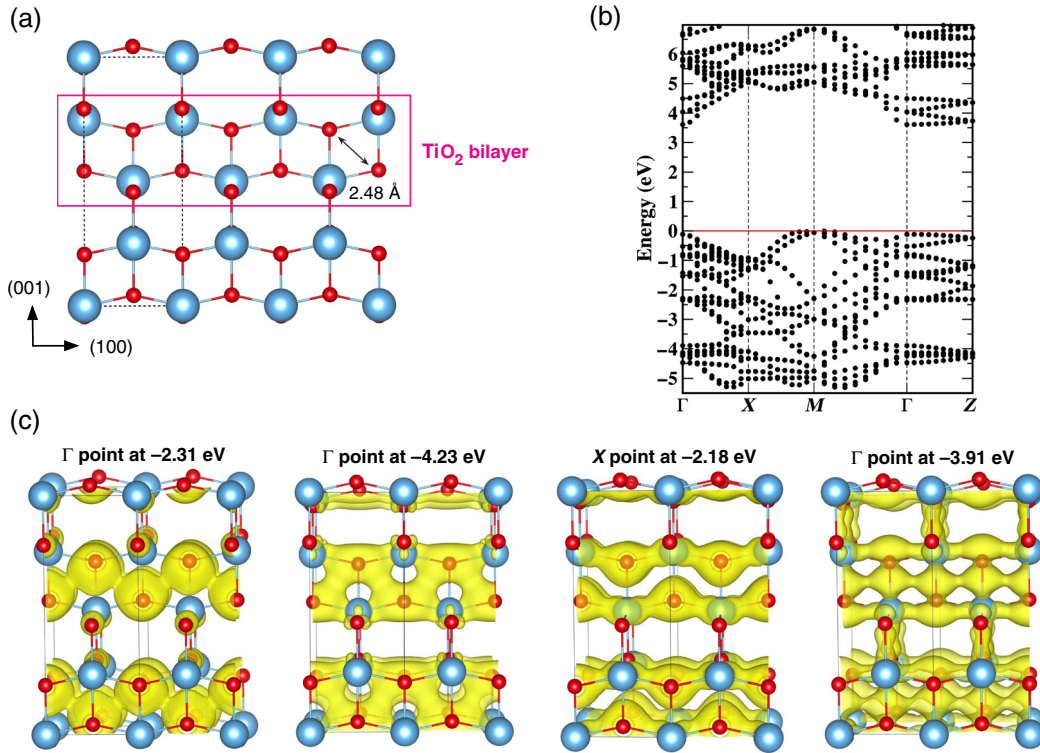 (a)
TiO2 bilayer
2.48 Å
(001)
(100)
(b)
Energy (eV)
6
5
4
3
2
1
0
−1
−2
−3
−4
−5
Γ X M Γ Z
(c)
Γ point at −2.31 eV
Γ point at −4.23 eV
X point at −2.18 eV
Γ point at −3.91 eV